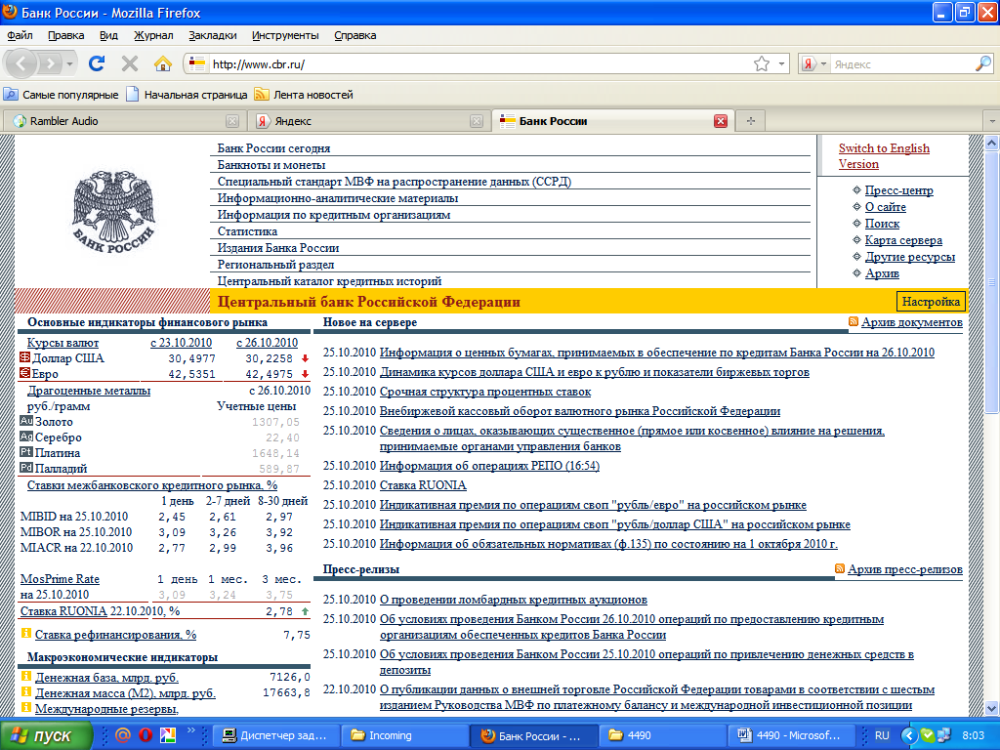 Банк России - Mozilla Firefox
Файл Правка Вид Журнал Закладки Инструменты Справка
http://www.cbr.ru/
Яндекс
Самые популярные Начальная страница Лента новостей
Rambler Audio Яндекс Банк России
БАНК РОССИИ
Банк России сегодня
Банкноты и монеты
Специальный стандарт МВФ на распространение данных (ССРД)
Информационно-аналитические материалы
Информация по кредитным организациям
Статистика
Издания Банка России
Региональный раздел
Центральный каталог кредитных историй
Switch to English
Version
Пресс-центр
О сайте
Поиск
Карта сервера
Другие ресурсы
Архив
Центральный банк Российской Федерации
Настройка
Основные индикаторы финансового рынка
Курсы валют с 23.10.2010 с 26.10.2010
Доллар США 30,4977 30,2258
Евро 42,5351 42,4975
Драгоценные металлы с 26.10.2010
руб./грамм Учетные цены
Au Золото 1307,05
Ag Серебро 22,40
Pt Платина 1648,14
Pd Палладий 589,87
Ставки межбанковского кредитного рынка, %
1 день 2-7 дней 8-30 дней
MIBID на 25.10.2010 2,45 2,61 2,97
MIBOR на 25.10.2010 3,09 3,26 3,92
MIACR на 22.10.2010 2,77 2,99 3,96
MosPrime Rate 1 день 1 мес. 3 мес.
на 25.10.2010 3,09 3,24 3,75
Ставка RUONIA 22.10.2010, % 2,78
Ставка рефинансирования, % 7,75
Макроэкономические индикаторы
Денежная база, млрд. руб. 7126,0
Денежная масса (М2), млрд. руб. 17663,8
Международные резервы,
Новое на сервере
Архив документов
25.10.2010 Информация о ценных бумагах, принимаемых в обеспечение по кредитам Банка России на 26.10.2010
25.10.2010 Динамика курсов доллара США и евро к рублю и показатели биржевых торгов
25.10.2010 Срочная структура процентных ставок
25.10.2010 Внебиржевой кассовый оборот валютного рынка Российской Федерации
25.10.2010 Сведения о лицах, оказывающих существенное (прямое или косвенное) влияние на решения,
принимаемые органами управления банков
25.10.2010 Информация об операциях РЕПО (16:54)
25.10.2010 Ставка RUONIA
25.10.2010 Индикативная премия по операциям своп "рубль/евро" на российском рынке
25.10.2010 Индикативная премия по операциям своп "рубль/доллар США" на российском рынке
25.10.2010 Информация об обязательных нормативах (ф.135) по состоянию на 1 октября 2010 г.
Пресс-релизы
Архив пресс-релизов
25.10.2010 О проведении ломбардных кредитных аукционов
25.10.2010 Об условиях проведения Банком России 26.10.2010 операций по предоставлению кредитным
организациям обеспеченных кредитов Банка России
25.10.2010 Об условиях проведения Банком России 25.10.2010 операций по привлечению денежных средств в
депозиты
22.10.2010 О публикации данных о внешней торговле Российской Федерации товарами в соответствии с шестым
изданием Руководства МВФ по платежному балансу и международной инвестиционной позиции
пуск Диспетчер зад... Incoming Банк России - ... 4490 4490 - Microsof... RU 8:03